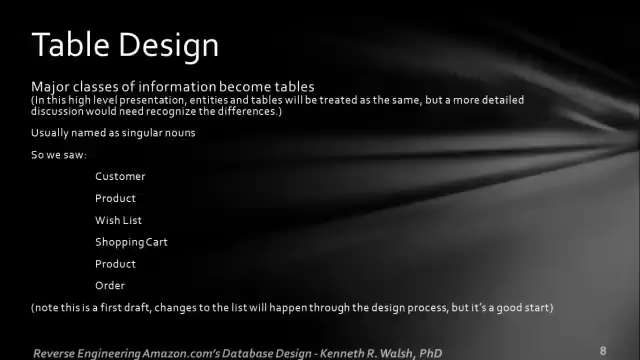 Table Design
Major classes of information become tables
(In this high level presentation, entities and tables will be treated as the same, but a more detailed
discussion would need recognize the differences.)
Usually named as singular nouns
So we saw:
Customer
Product
Wish List
Shopping Cart
Product
Order
(note this is a first draft, changes to the list will happen through the design process, but it's a good start)
Reverse Engineering Amazon.com's Database Design - Kenneth R. Walsh, PhD
8